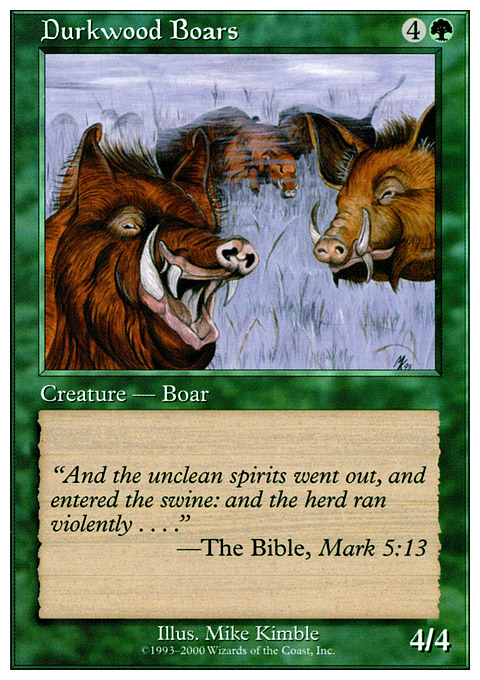 Durkwood Boars 4
Creature — Boar
“And the unclean spirits went out, and
entered the swine: and the herd ran
violently . . . .”
—The Bible, Mark 5:13
Illus. Mike Kimble
©1993–2000 Wizards of the Coast, Inc.
4/4